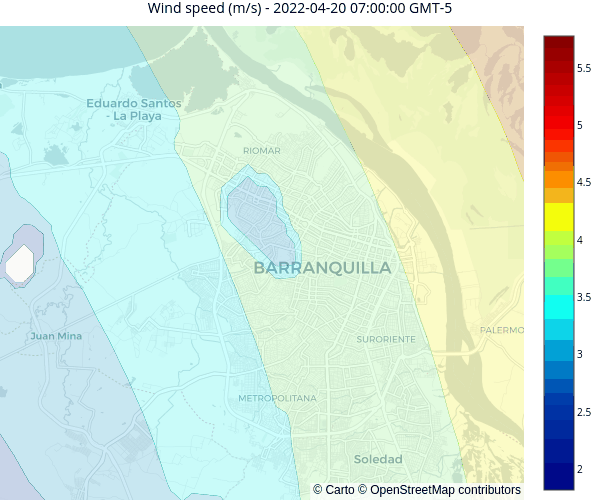 Wind speed (m/s) - 2022-04-20 07:00:00 GMT-5
Eduardo Santos
- La Playa
RIOMAR
BARRANQUILLA
Juan Mina
SURORIENTE
PALERMO
METROPOLITANA
Soledad
© Carto © OpenStreetMap contributors
5.5
5
4.5
4
3.5
3
2.5
2